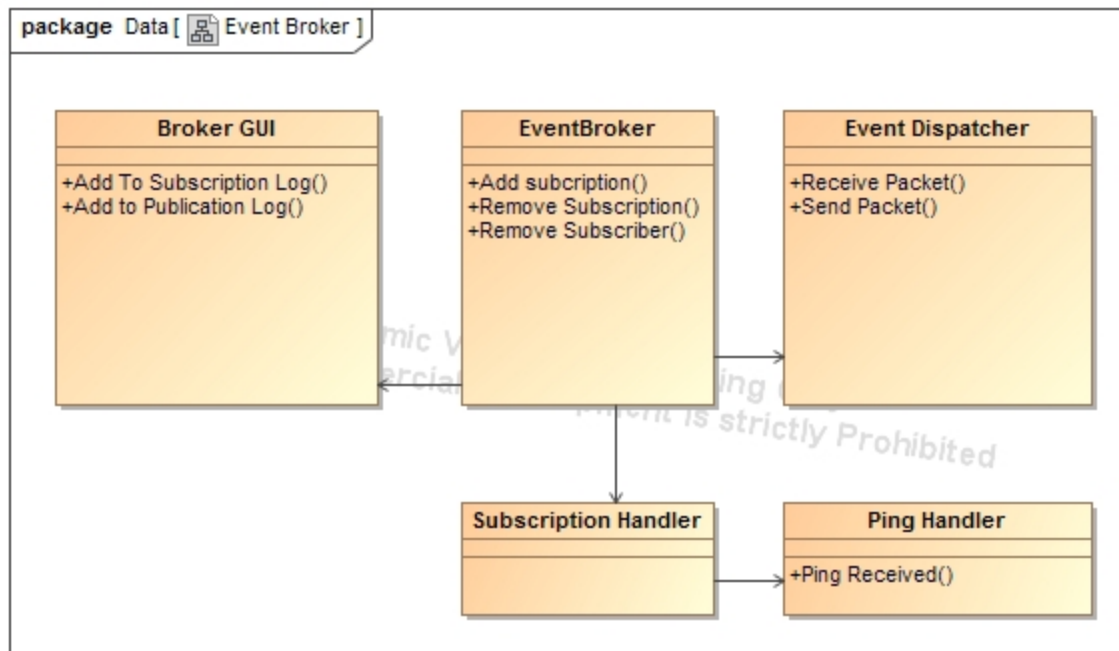 package Data [ Event Broker ]
Broker GUI
+Add To Subscription Log()
+Add to Publication Log()
EventBroker
+Add subcription()
+Remove Subscription()
+Remove Subscriber()
Event Dispatcher
+Receive Packet()
+Send Packet()
is strictly Prohibited
Subscription Handler
Ping Handler
+Ping Received()